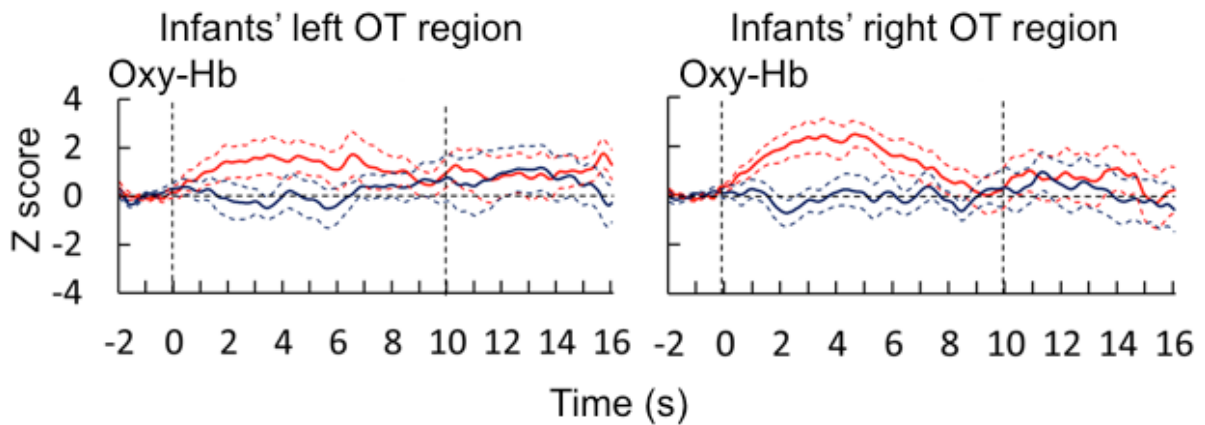 Infants' left OT region
Infants' right OT region
Oxy-Hb
Oxy-Hb
Z score
4
2
0
-2
-4
-2 0 2 4 6 8 10 12 14 16
-2 0 2 4 6 8 10 12 14 16
Time (s)